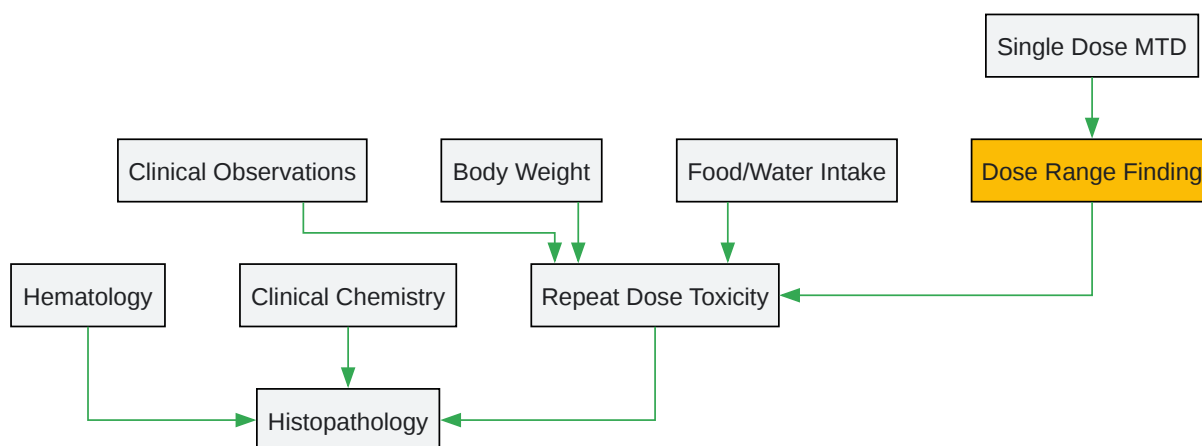 Single Dose MTD
Clinical Observations
Body Weight
Food/Water Intake
Dose Range Finding
Hematology
Clinical Chemistry
Repeat Dose Toxicity
Histopathology